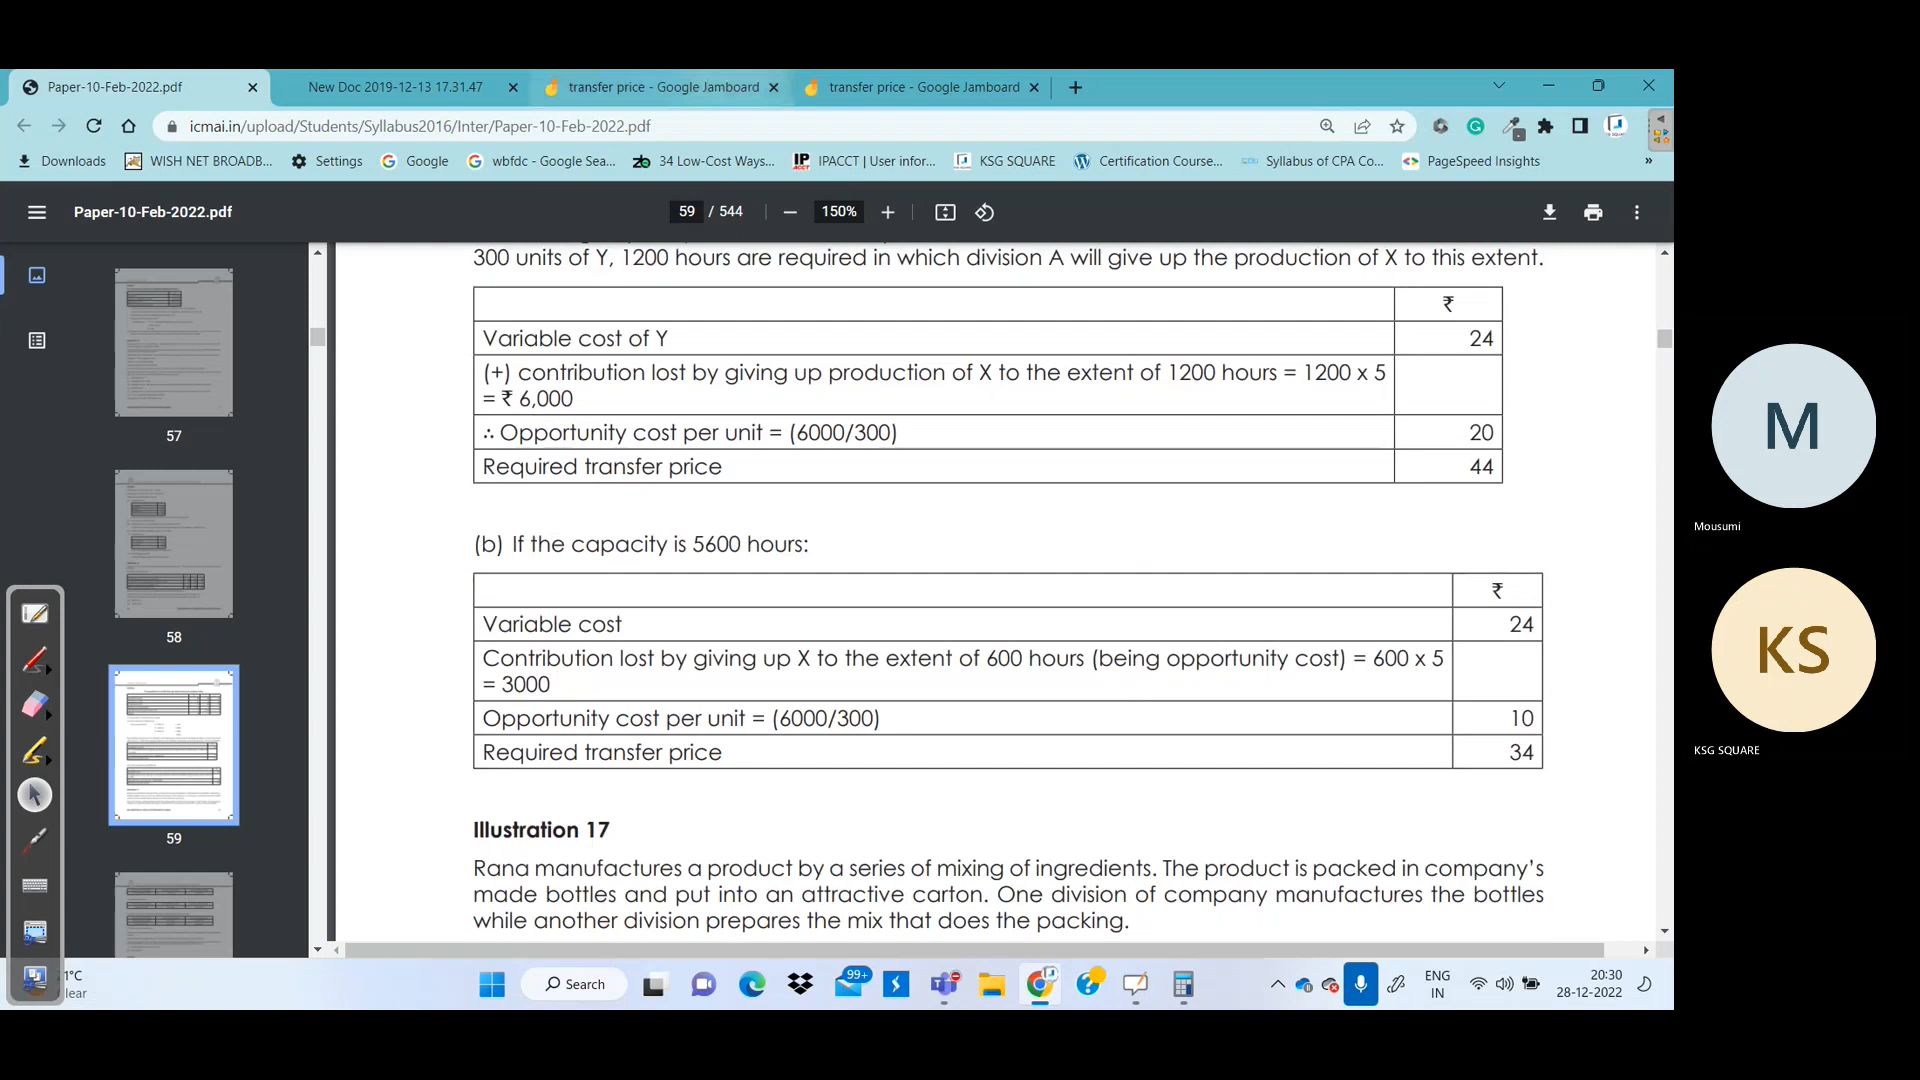 Paper-10-Feb-2022.pdf
New Doc 2019-12-13 17.31.47
transfer price - Google Jamboard
transfer price - Google Jamboard
icmai.in/upload/Students/Syllabus2016/Inter/Paper-10-Feb-2022.pdf
Downloads
WISH NET BROADB...
Settings
Google
wbfdc - Google Sea...
34 Low-Cost Ways...
IPACCT | User infor...
KSG SQUARE
Certification Course...
Syllabus of CPA Co...
PageSpeed Insights
»
Paper-10-Feb-2022.pdf
59 / 544
150%
57
58
59
300 units of Y, 1200 hours are required in which division A will give up the production of X to this extent.
₹
Variable cost of Y 24
(+) contribution lost by giving up production of X to the extent of 1200 hours = 1200 x 5
= ₹ 6,000
∴ Opportunity cost per unit = (6000/300) 20
Required transfer price 44
(b) If the capacity is 5600 hours:
₹
Variable cost 24
Contribution lost by giving up X to the extent of 600 hours (being opportunity cost) = 600 x 5
= 3000
Opportunity cost per unit = (6000/300) 10
Required transfer price 34
Illustration 17
Rana manufactures a product by a series of mixing of ingredients. The product is packed in company's
made bottles and put into an attractive carton. One division of company manufactures the bottles
while another division prepares the mix that does the packing.
M
Mousumi
KS
KSG SQUARE
1°C
lear
Search
99+
ENG
IN
20:30
28-12-2022